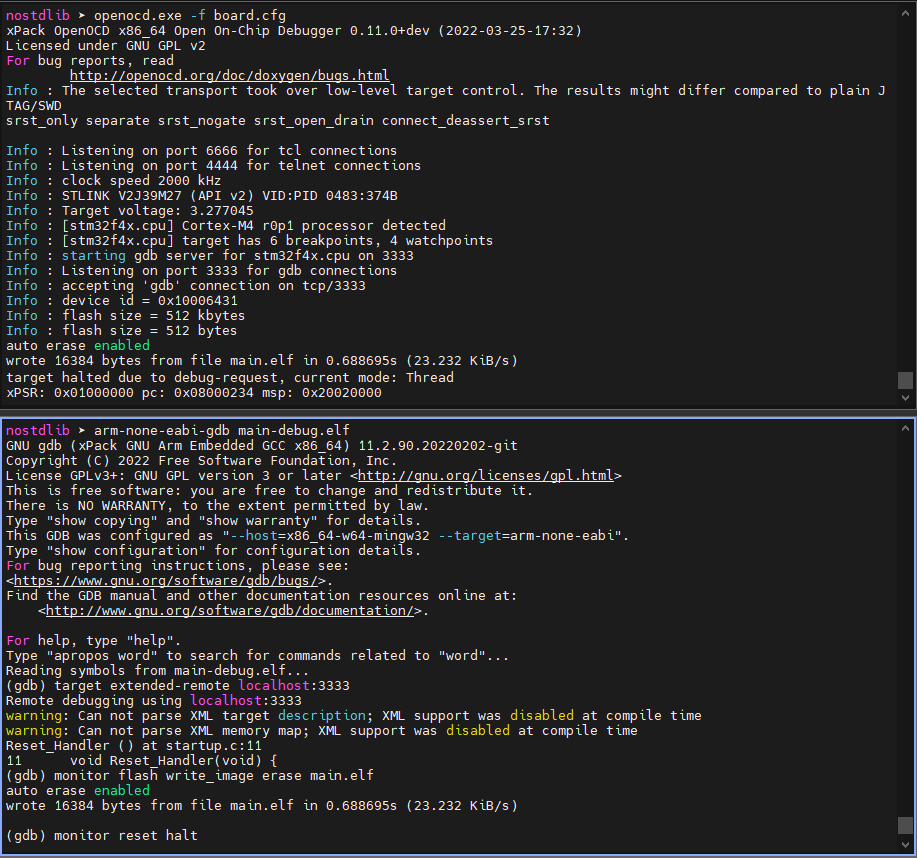 nostdlib ➤ openocd.exe -f board.cfg
xPack OpenOCD x86_64 Open On-Chip Debugger 0.11.0+dev (2022-03-25-17:32)
Licensed under GNU GPL v2
For bug reports, read
        http://openocd.org/doc/doxygen/bugs.html
Info : The selected transport took over low-level target control. The results might differ compared to plain J
TAG/SWD
srst_only separate srst_nogate srst_open_drain connect_deassert_srst

Info : Listening on port 6666 for tcl connections
Info : Listening on port 4444 for telnet connections
Info : clock speed 2000 kHz
Info : STLINK V2J39M27 (API v2) VID:PID 0483:374B
Info : Target voltage: 3.277045
Info : [stm32f4x.cpu] Cortex-M4 r0p1 processor detected
Info : [stm32f4x.cpu] target has 6 breakpoints, 4 watchpoints
Info : starting gdb server for stm32f4x.cpu on 3333
Info : Listening on port 3333 for gdb connections
Info : accepting 'gdb' connection on tcp/3333
Info : device id = 0x10006431
Info : flash size = 512 kbytes
Info : flash size = 512 bytes
auto erase enabled
wrote 16384 bytes from file main.elf in 0.688695s (23.232 KiB/s)
target halted due to debug-request, current mode: Thread
xPSR: 0x01000000 pc: 0x08000234 msp: 0x20020000
nostdlib ➤ arm-none-eabi-gdb main-debug.elf
GNU gdb (xPack GNU Arm Embedded GCC x86_64) 11.2.90.20220202-git
Copyright (C) 2022 Free Software Foundation, Inc.
License GPLv3+: GNU GPL version 3 or later <http://gnu.org/licenses/gpl.html>
This is free software: you are free to change and redistribute it.
There is NO WARRANTY, to the extent permitted by law.
Type "show copying" and "show warranty" for details.
This GDB was configured as "--host=x86_64-w64-mingw32 --target=arm-none-eabi".
Type "show configuration" for configuration details.
For bug reporting instructions, please see:
<https://www.gnu.org/software/gdb/bugs/>.
Find the GDB manual and other documentation resources online at:
    <http://www.gnu.org/software/gdb/documentation/>.

For help, type "help".
Type "apropos word" to search for commands related to "word"...
Reading symbols from main-debug.elf...
(gdb) target extended-remote localhost:3333
Remote debugging using localhost:3333
warning: Can not parse XML target description; XML support was disabled at compile time
warning: Can not parse XML memory map; XML support was disabled at compile time
Reset_Handler () at startup.c:11
11      void Reset_Handler(void) {
(gdb) monitor flash write_image erase main.elf
auto erase enabled
wrote 16384 bytes from file main.elf in 0.688695s (23.232 KiB/s)

(gdb) monitor reset halt